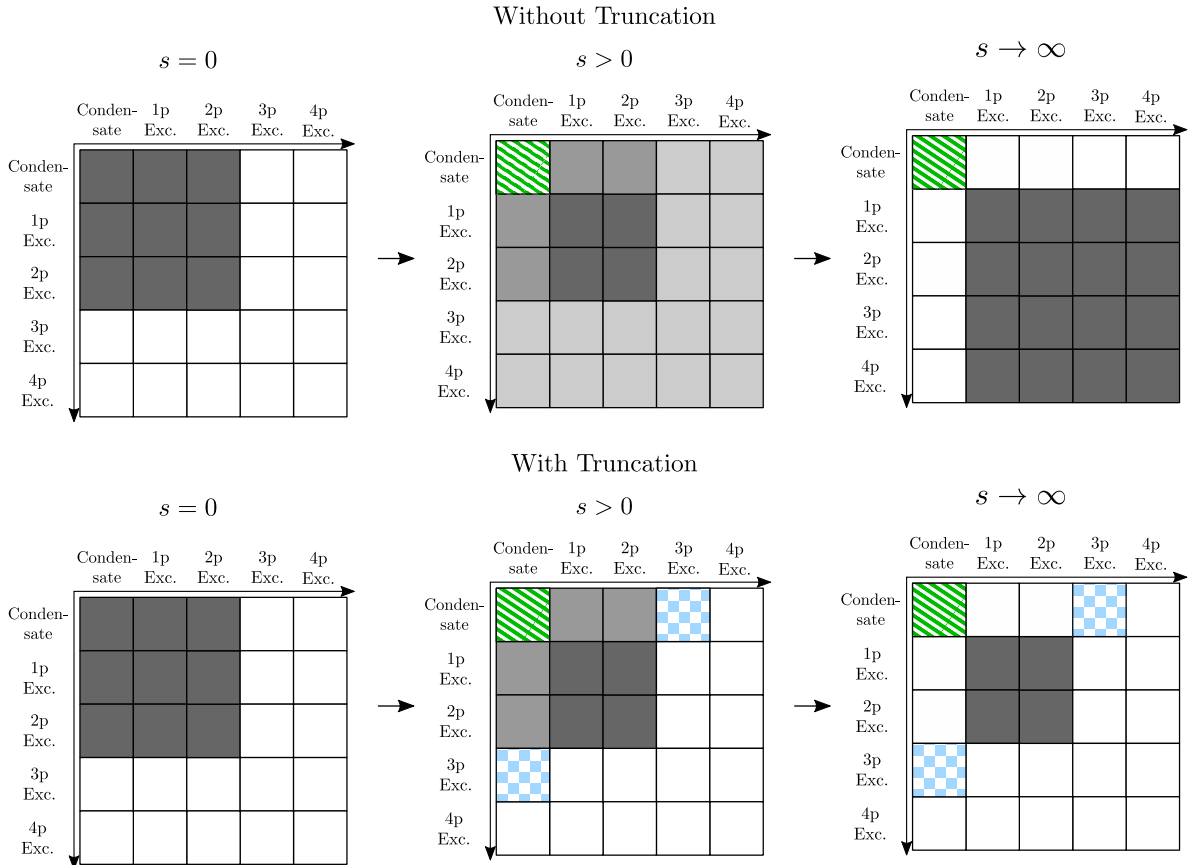 Without Truncation
s = 0
s > 0
s → ∞
Conden-
sate
1p
Exc.
2p
Exc.
3p
Exc.
4p
Exc.
Conden-
sate
1p
Exc.
2p
Exc.
3p
Exc.
4p
Exc.
Conden-
sate
1p
Exc.
2p
Exc.
3p
Exc.
4p
Exc.
Conden-
sate
1p
Exc.
2p
Exc.
3p
Exc.
4p
Exc.
Conden-
sate
1p
Exc.
2p
Exc.
3p
Exc.
4p
Exc.
Conden-
sate
1p
Exc.
2p
Exc.
3p
Exc.
4p
Exc.
With Truncation
s = 0
s > 0
s → ∞
Conden-
sate
1p
Exc.
2p
Exc.
3p
Exc.
4p
Exc.
Conden-
sate
1p
Exc.
2p
Exc.
3p
Exc.
4p
Exc.
Conden-
sate
1p
Exc.
2p
Exc.
3p
Exc.
4p
Exc.
Conden-
sate
1p
Exc.
2p
Exc.
3p
Exc.
4p
Exc.
Conden-
sate
1p
Exc.
2p
Exc.
3p
Exc.
4p
Exc.
Conden-
sate
1p
Exc.
2p
Exc.
3p
Exc.
4p
Exc.